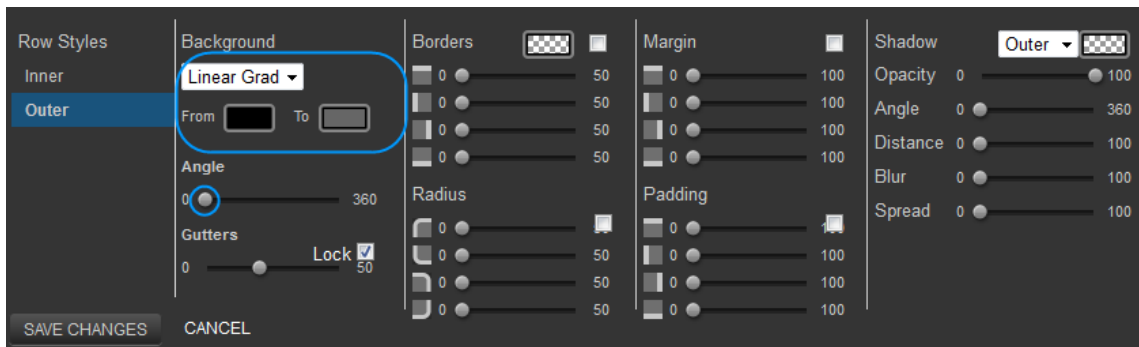 Row Styles
Inner
Outer
Background
Linear Grad
From To
Angle
0 360
Gutters
Lock
0 50
Borders
0 50
0 50
0 50
0 50
Radius
0
0 50
0 50
0 50
Margin
0 100
0 100
0 100
0 100
Padding
0 100
0 100
0 100
0 100
Shadow Outer
Opacity 0 100
Angle 0 360
Distance 0 100
Blur 0 100
Spread 0 100
SAVE CHANGES CANCEL